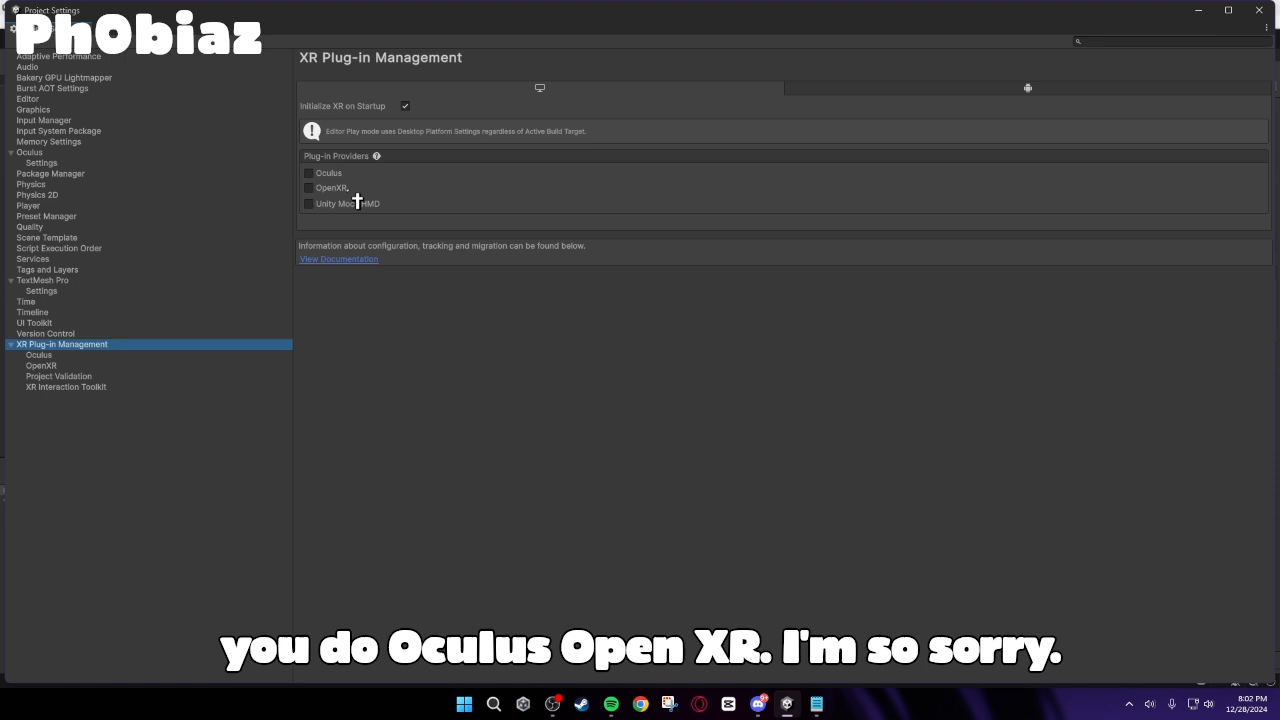 Project Settings
Ph0biaz
Adaptive Performance
Audio
Bakery GPU Lightmapper
Burst AOT Settings
Editor
Graphics
Input Manager
Input System Package
Memory Settings
Oculus
Settings
Package Manager
Physics
Physics 2D
Player
Preset Manager
Quality
Scene Template
Script Execution Order
Services
Tags and Layers
TextMesh Pro
Settings
Time
Timeline
UI Toolkit
Version Control
XR Plug-in Management
Oculus
OpenXR
Project Validation
XR Interaction Toolkit
XR Plug-in Management
Initialize XR on Startup
Editor Play mode uses Desktop Platform Settings regardless of Active Build Target.
Plug-in Providers
Oculus
OpenXR
Unity Moc HMD
Information about configuration, tracking and migration can be found below.
View Documentation
you do Oculus Open XR. I'm so sorry.
8:02 PM
12/28/2024